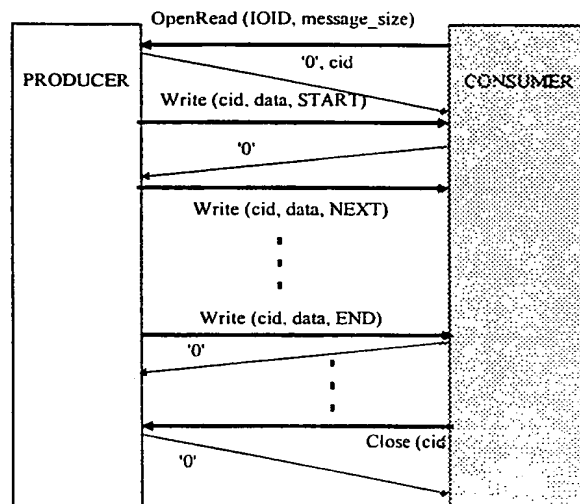 OpenRead (IOID, message_size)
'0', cid
PRODUCER
CONSUMER
Write (cid, data, START)
'0'
Write (cid, data, NEXT)
Write (cid, data, END)
'0'
Close (cid
'0'